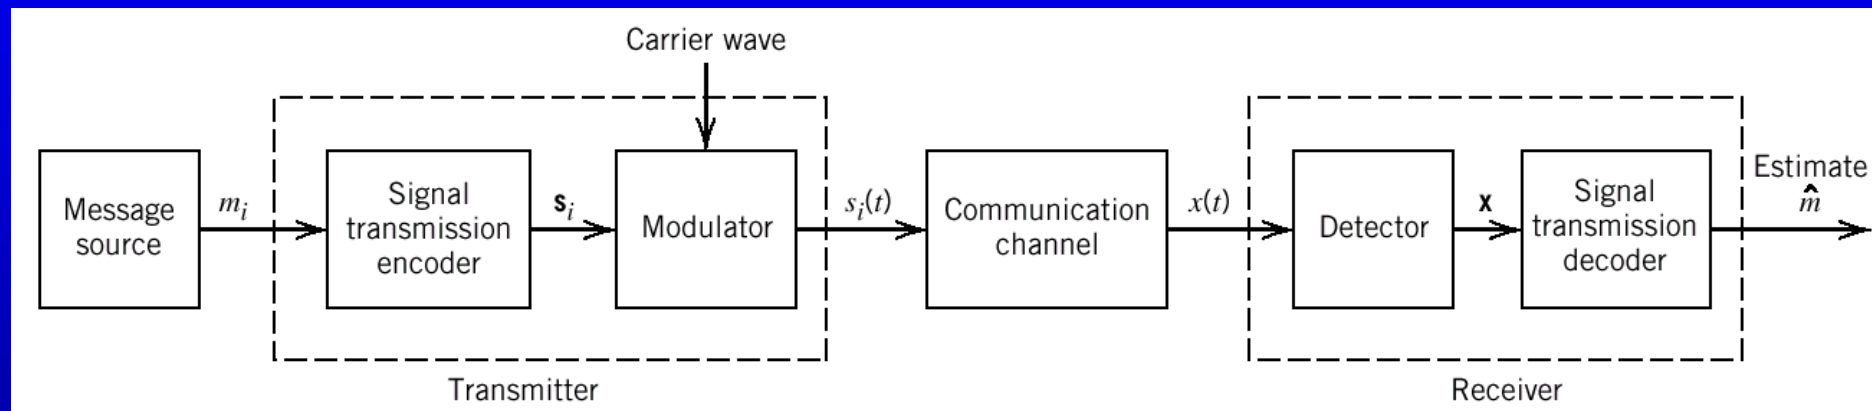 Carrier wave
Message
source
m_i
Signal
transmission
encoder
s_i
Modulator
s_i(t)
Communication
channel
x(t)
Detector
x
Signal
transmission
decoder
Estimate
m̂
Transmitter
Receiver